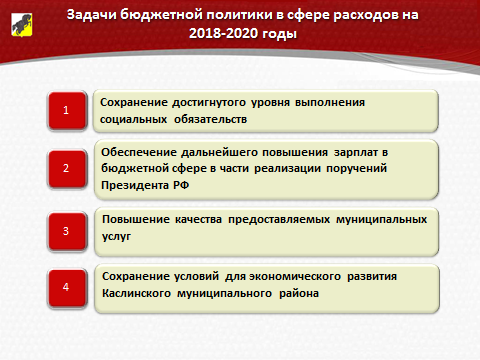 Задачи бюджетной политики в сфере расходов на
2018-2020 годы
1
Сохранение достигнутого уровня выполнения
социальных обязательств
2
Обеспечение дальнейшего повышения зарплат в
бюджетной сфере в части реализации поручений
Президента РФ
3
Повышение качества предоставляемых муниципальных
услуг
4
Сохранение условий для экономического развития
Каслинского муниципального района